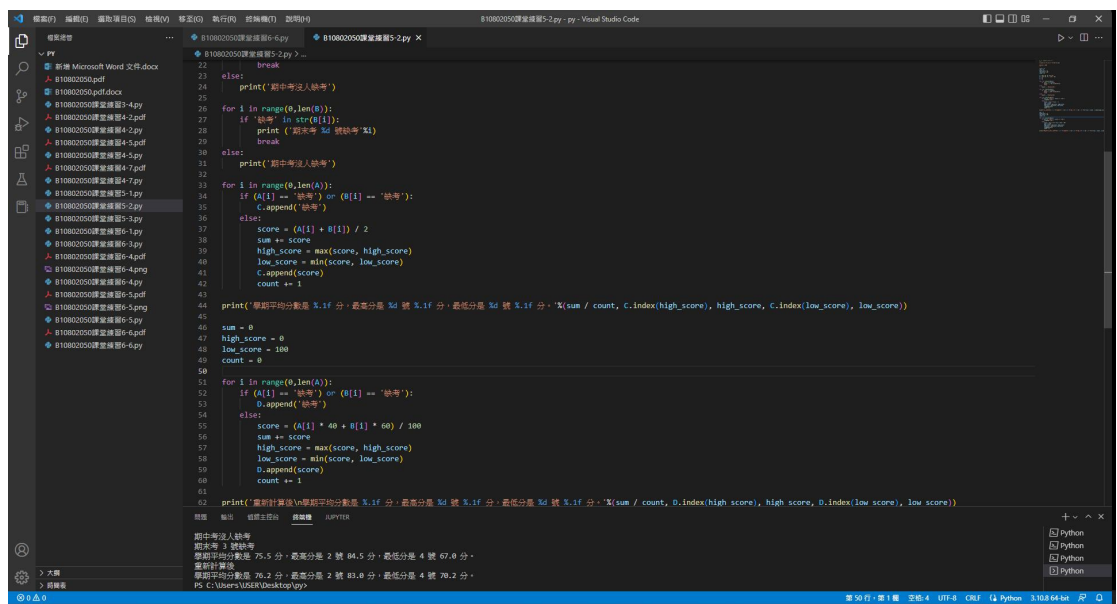 檔案(F) 編輯(E) 選取項目(S) 檢視(V) 移至(G) 執行(R) 終端機(T) 說明(H)
B10802050課堂練習5-2.py - py - Visual Studio Code
檔案總管 ...
PY
新增 Microsoft Word 文件.docx
B10802050.pdf
B10802050.pdf.docx
B10802050課堂練習3-4.py
B10802050課堂練習4-2.pdf
B10802050課堂練習4-2.py
B10802050課堂練習4-5.pdf
B10802050課堂練習4-5.py
B10802050課堂練習4-7.pdf
B10802050課堂練習4-7.py
B10802050課堂練習5-1.py
B10802050課堂練習5-2.py
B10802050課堂練習5-3.py
B10802050課堂練習6-1.py
B10802050課堂練習6-3.py
B10802050課堂練習6-4.pdf
B10802050課堂練習6-4.png
B10802050課堂練習6-4.py
B10802050課堂練習6-5.pdf
B10802050課堂練習6-5.png
B10802050課堂練習6-5.py
B10802050課堂練習6-6.pdf
B10802050課堂練習6-6.py
大綱
時間表
B10802050課堂練習6-6.py B10802050課堂練習5-2.py
B10802050課堂練習5-2.py > ...
22 break
23 else:
24 print('期中考沒人缺考')
25
26 for i in range(0,len(B)):
27 if '缺考' in str(B[i]):
28 print ('期末考 %d 號缺考'%i)
29 break
30 else:
31 print('期中考沒人缺考')
32
33 for i in range(0,len(A)):
34 if (A[i] == '缺考') or (B[i] == '缺考'):
35 C.append('缺考')
36 else:
37 score = (A[i] + B[i]) / 2
38 sum += score
39 high_score = max(score, high_score)
40 low_score = min(score, low_score)
41 C.append(score)
42 count += 1
43
44 print('學期平均分數是 %.1f 分，最高分是 %d 號 %.1f 分，最低分是 %d 號 %.1f 分。'%(sum / count, C.index(high_score), high_score, C.index(low_score), low_score))
45
46 sum = 0
47 high_score = 0
48 low_score = 100
49 count = 0
50
51 for i in range(0,len(A)):
52 if (A[i] == '缺考') or (B[i] == '缺考'):
53 D.append('缺考')
54 else:
55 score = (A[i] * 40 + B[i] * 60) / 100
56 sum += score
57 high_score = max(score, high_score)
58 low_score = min(score, low_score)
59 D.append(score)
60 count += 1
61
62 print('重新計算後\n學期平均分數是 %.1f 分，最高分是 %d 號 %.1f 分，最低分是 %d 號 %.1f 分。'%(sum / count, D.index(high_score), high_score, D.index(low_score), low_score))
問題 輸出 偵錯主控台 終端機 JUPYTER
期中考沒人缺考
期末考 3 號缺考
學期平均分數是 75.5 分，最高分是 2 號 84.5 分，最低分是 4 號 67.0 分。
重新計算後
學期平均分數是 76.2 分，最高分是 2 號 83.0 分，最低分是 4 號 70.2 分。
PS C:\Users\USER\Desktop\py>
Python
Python
Python
Python
0 0
第 50 行，第 1 欄 空格: 4 UTF-8 CRLF Python 3.10.8 64-bit